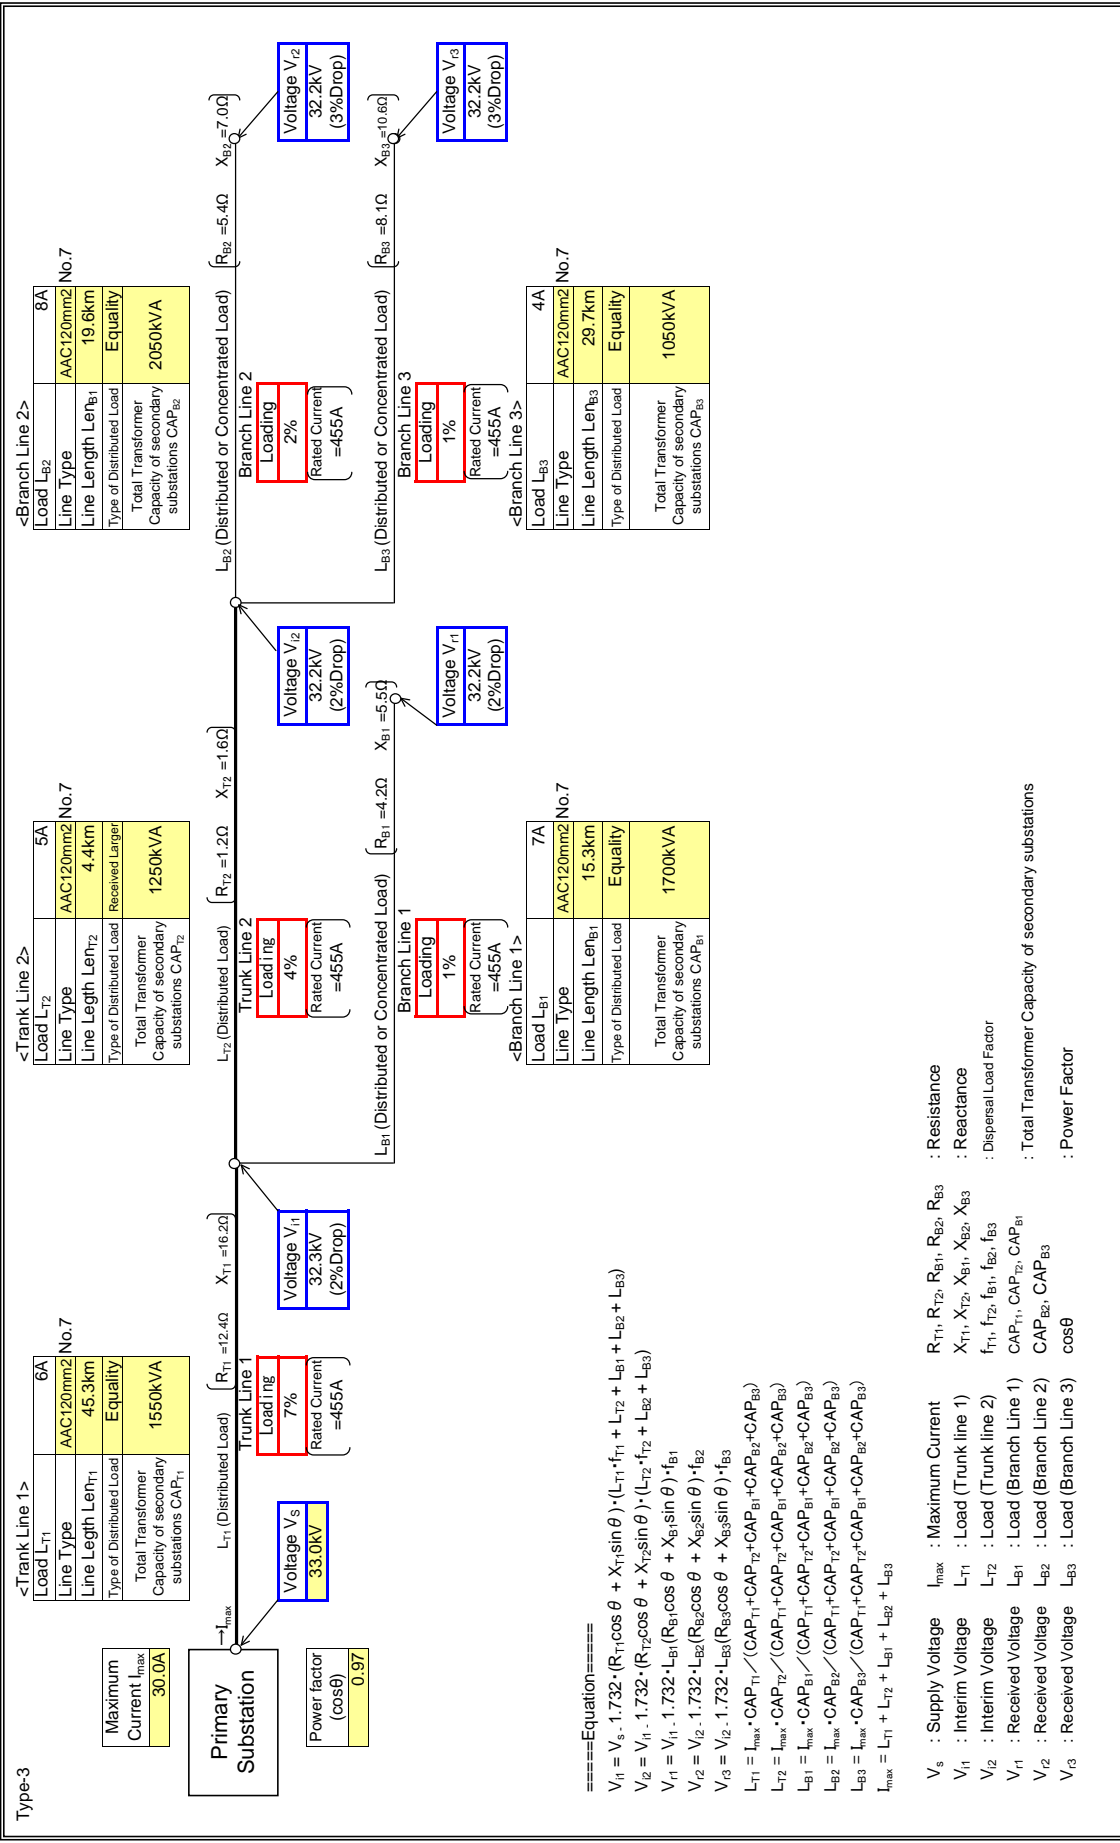 Type-3
<Trank Line 1>
Load LT1 6A
Line Type AAC120mm2 No.7
Line Legth LenT1 45.3km
Type of Distributed Load Equality
Total Transformer
Capacity of secondary
substations CAPT1
1550kVA
<Trank Line 2>
Load LT2 5A
Line Type AAC120mm2 No.7
Line Legth LenT2 4.4km
Type of Distributed Load Received Larger
Total Transformer
Capacity of secondary
substations CAPT2
1250kVA
<Branch Line 2>
Load LB2 8A
Line Type AAC120mm2 No.7
Line Length LenB1 19.6km
Type of Distributed Load Equality
Total Transformer
Capacity of secondary
substations CAPB2
2050kVA
Maximum
Current Imax
30.0A
Primary
Substation
→Imax
Power factor
(cosθ)
0.97
Voltage Vs
33.0kV
LT1 (Distributed Load)
RT1 =12.4Ω XT1 =16.2Ω
Trunk Line 1
Loading
7%
Rated Current
=455A
Voltage Vi1
32.3kV
(2%Drop)
LT2 (Distributed Load)
RT2 =1.2Ω XT2 =1.6Ω
Trunk Line 2
Loading
4%
Rated Current
=455A
Voltage Vi2
32.2kV
(2%Drop)
LB2 (Distributed or Concentrated Load)
RB2 =5.4Ω XB2 =7.0Ω
Branch Line 2
Loading
2%
Rated Current
=455A
Voltage Vr2
32.2kV
(3%Drop)
LB1 (Distributed or Concentrated Load)
RB1 =4.2Ω XB1 =5.5Ω
Branch Line 1
Loading
1%
Rated Current
=455A
Voltage Vr1
32.2kV
(2%Drop)
LB3 (Distributed or Concentrated Load)
RB3 =8.1Ω XB3 =10.6Ω
Branch Line 3
Loading
1%
Rated Current
=455A
Voltage Vr3
32.2kV
(3%Drop)
<Branch Line 1>
Load LB1 7A
Line Type AAC120mm2 No.7
Line Length LenB1 15.3km
Type of Distributed Load Equality
Total Transformer
Capacity of secondary
substations CAPB1
1700kVA
<Branch Line 3>
Load LB3 4A
Line Type AAC120mm2 No.7
Line Length LenB3 29.7km
Type of Distributed Load Equality
Total Transformer
Capacity of secondary
substations CAPB3
1050kVA
=====Equation=====
Vi1 = Vs - 1.732・(RT1cos θ + XT1sin θ)・(LT1・fT1 + LT2 + LB1 + LB2 + LB3)
Vi2 = Vi1 - 1.732・(RT2cos θ + XT2sin θ)・(LT2・fT2 + LB2 + LB3)
Vr1 = Vi1 - 1.732・LB1(RB1cos θ + XB1sin θ)・fB1
Vr2 = Vi2 - 1.732・LB2(RB2cos θ + XB2sin θ)・fB2
Vr3 = Vi2 - 1.732・LB3(RB3cos θ + XB3sin θ)・fB3
LT1 = Imax・CAPT1／(CAPT1+CAPT2+CAPB1+CAPB2+CAPB3)
LT2 = Imax・CAPT2／(CAPT1+CAPT2+CAPB1+CAPB2+CAPB3)
LB1 = Imax・CAPB1／(CAPT1+CAPT2+CAPB1+CAPB2+CAPB3)
LB2 = Imax・CAPB2／(CAPT1+CAPT2+CAPB1+CAPB2+CAPB3)
LB3 = Imax・CAPB3／(CAPT1+CAPT2+CAPB1+CAPB2+CAPB3)
Imax = LT1 + LT2 + LB1 + LB2 + LB3
Vs : Supply Voltage Imax : Maximum Current RT1, RT2, RB1, RB2, RB3 : Resistance
Vi1 : Interim Voltage LT1 : Load (Trunk line 1) XT1, XT2, XB1, XB2, XB3 : Reactance
Vi2 : Interim Voltage LT2 : Load (Trunk line 2) fT1, fT2, fB1, fB2, fB3 : Dispersal Load Factor
Vr1 : Received Voltage LB1 : Load (Branch Line 1) CAPT1, CAPT2, CAPB1
: Total Transformer Capacity of secondary substations
Vr2 : Received Voltage LB2 : Load (Branch Line 2) CAPB2, CAPB3
Vr3 : Received Voltage LB3 : Load (Branch Line 3) cosθ : Power Factor